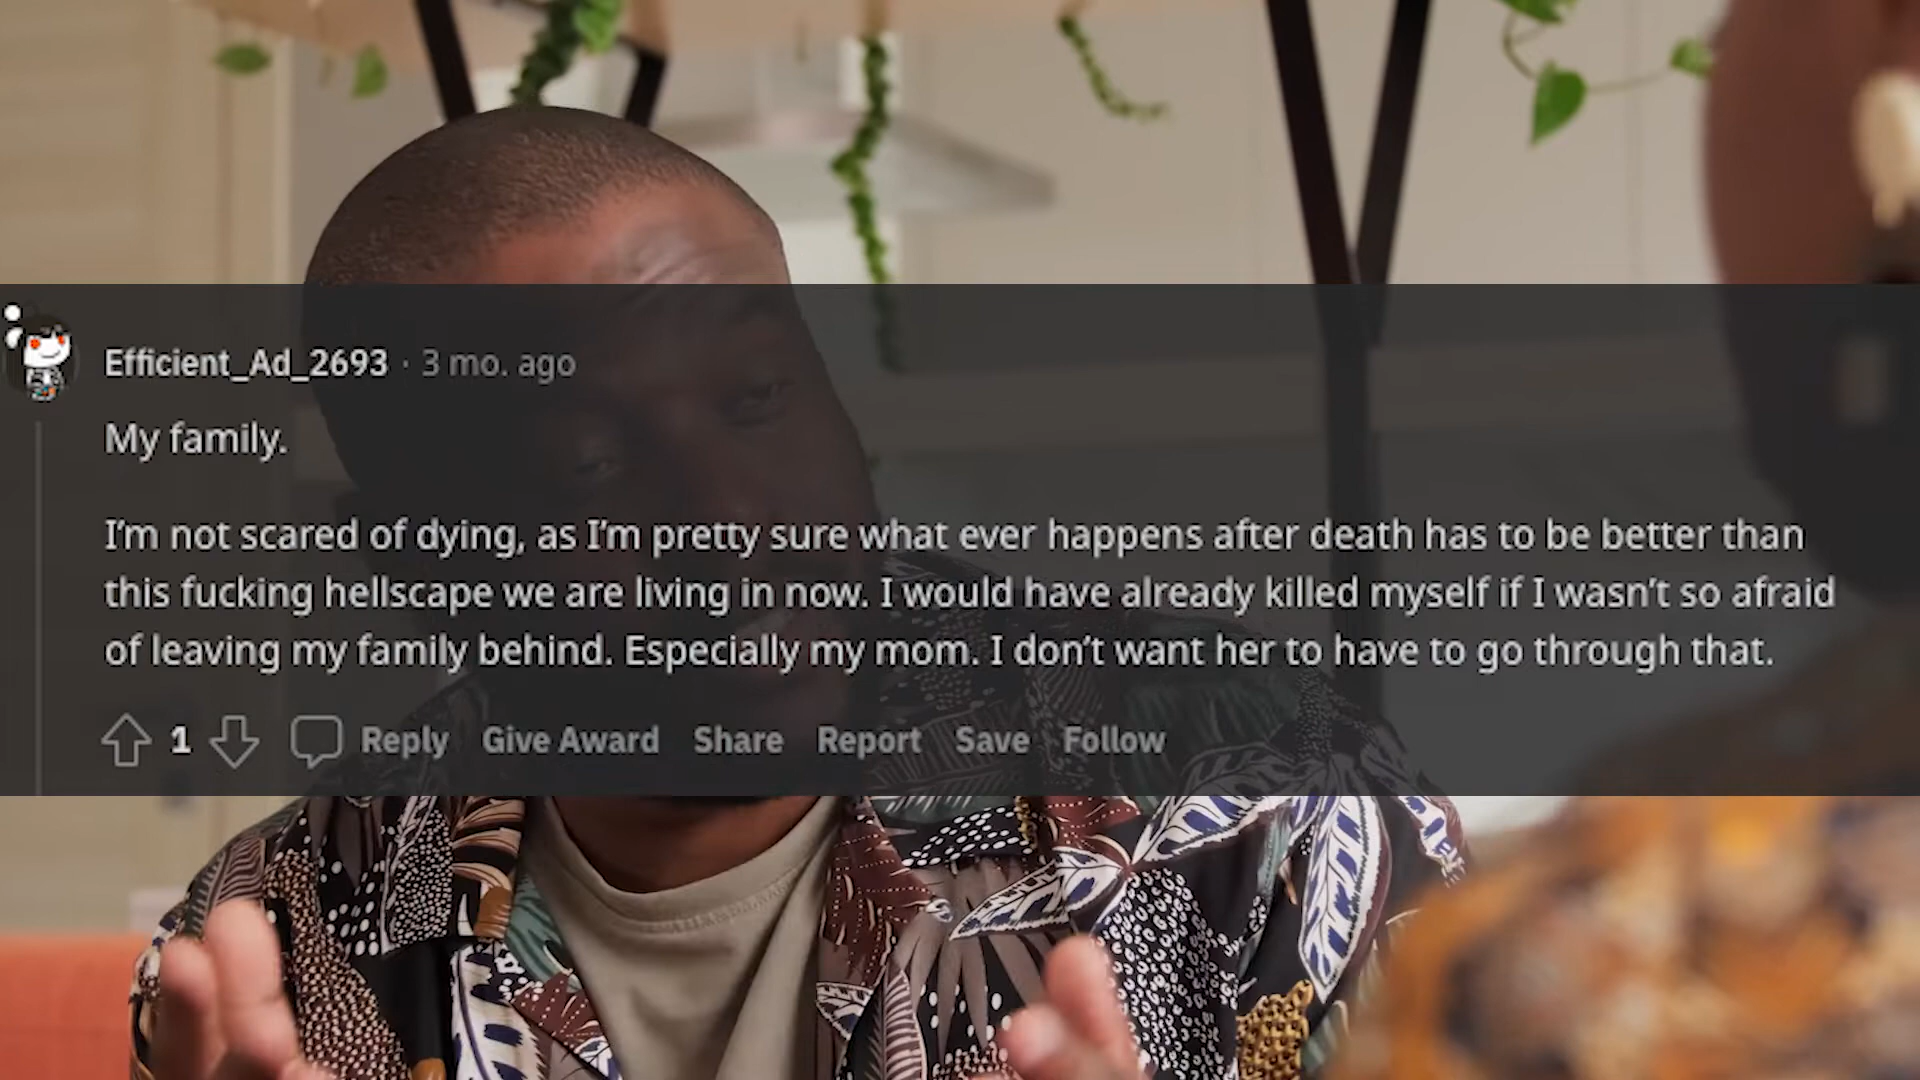 Efficient_Ad_2693 · 3 mo. ago
My family.
I'm not scared of dying, as I'm pretty sure what ever happens after death has to be better than
this fucking hellscape we are living in now. I would have already killed myself if I wasn't so afraid
of leaving my family behind. Especially my mom. I don't want her to have to go through that.
1 Reply Give Award Share Report Save Follow